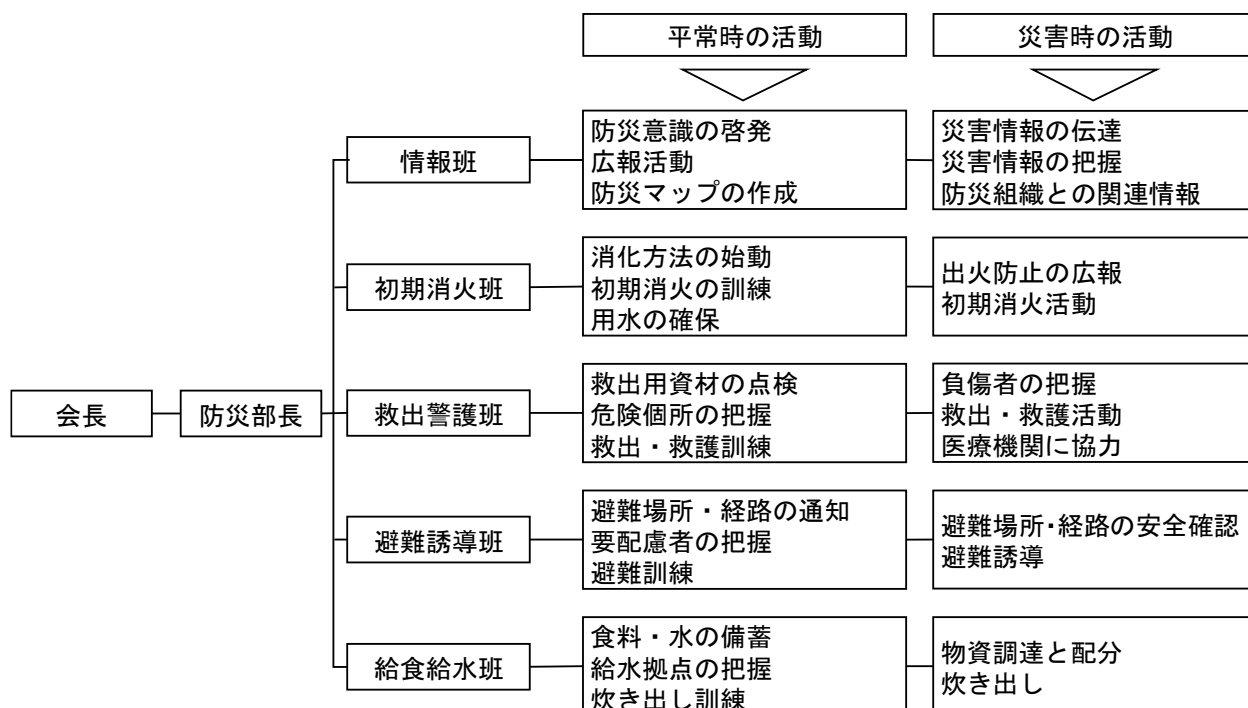 平常時の活動
災害時の活動
情報班
防災意識の啓発
広報活動
防災マップの作成
災害情報の伝達
災害情報の把握
防災組織との関連情報
初期消火班
消化方法の始動
初期消火の訓練
用水の確保
出火防止の広報
初期消火活動
会長
防災部長
救出警護班
救出用資材の点検
危険個所の把握
救出・救護訓練
負傷者の把握
救出・救護活動
医療機関に協力
避難誘導班
避難場所・経路の通知
要配慮者の把握
避難訓練
避難場所・経路の安全確認
避難誘導
給食給水班
食料・水の備蓄
給水拠点の把握
炊き出し訓練
物資調達と配分
炊き出し